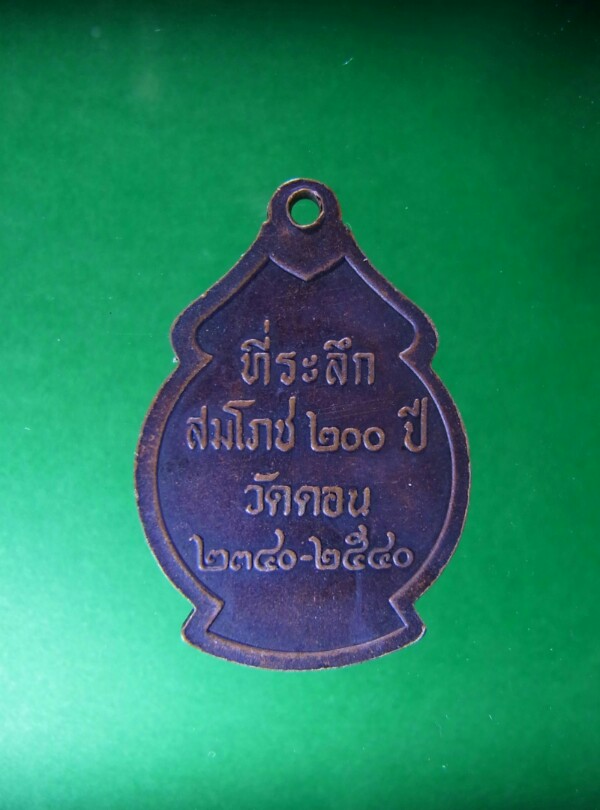 ที่ระลึก
สมโภช ๒๐๐ ปี
วัดดอน
๒๓๔๐-๒๕๔๐